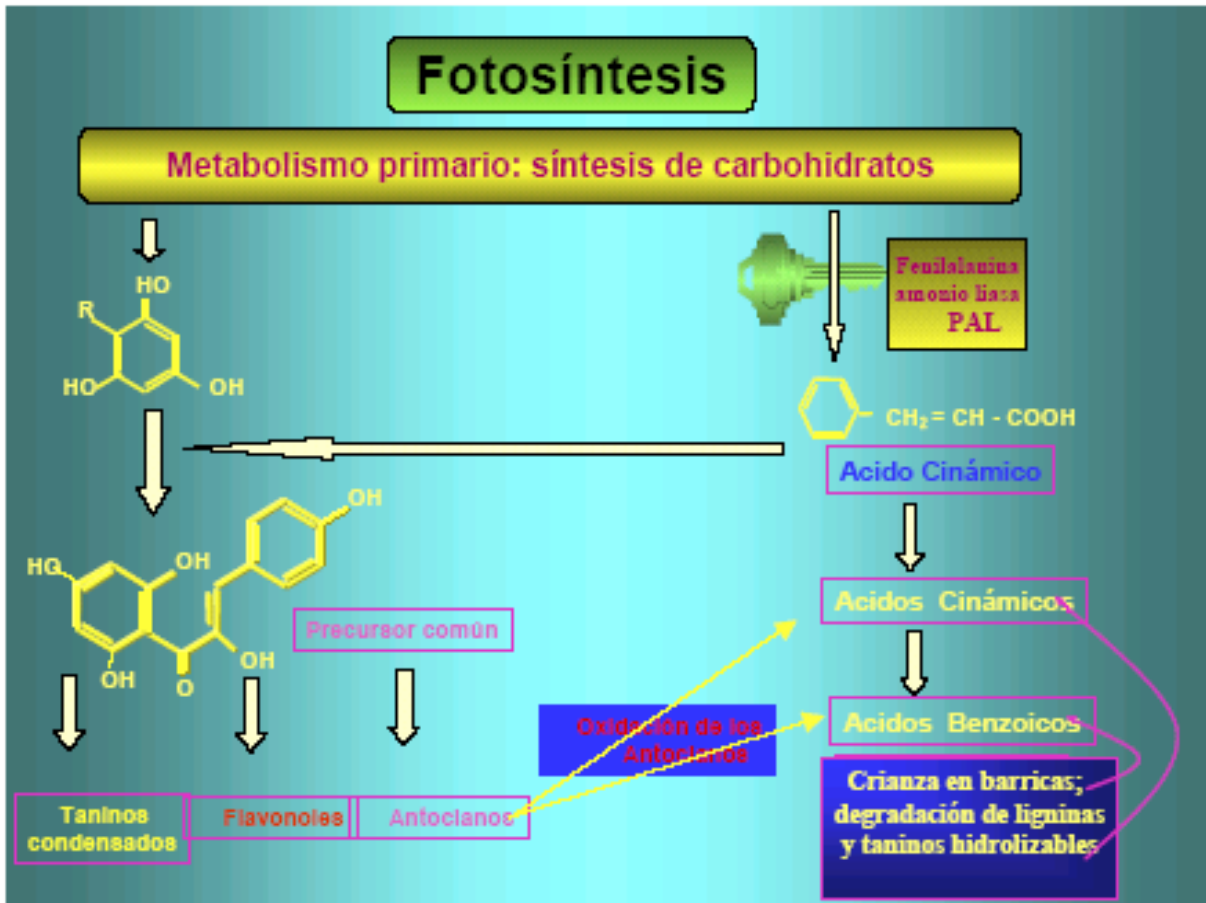 Fotosíntesis
Metabolismo primario: síntesis de carbohidratos
Fenilalanina
amonio liasa
PAL
HO
R
HO
OH
CH₂ = CH - COOH
Acido Cinámico
OH
HO
OH
Precursor común
OH
OH
O
Acidos Cinámicos
Oxidación de los
Antocianos
Acidos Benzoicos
Taninos
condensados
Flavonoles
Antocianos
Crianza en barricas;
degradación de ligninas
y taninos hidrolizables